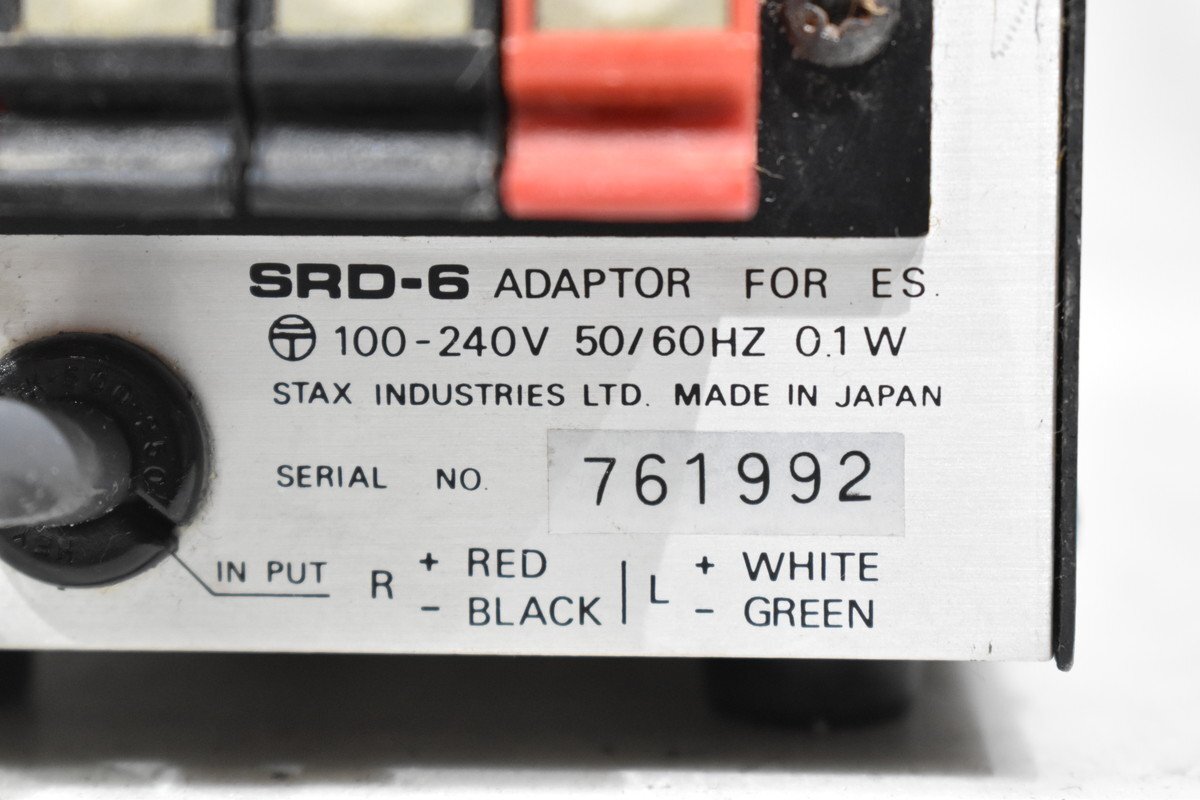 SRD-6 ADAPTOR FOR ES.
100-240V 50/60HZ 0.1W
STAX INDUSTRIES LTD. MADE IN JAPAN
SERIAL NO. 761992
IN PUT R + RED L + WHITE
- BLACK - GREEN